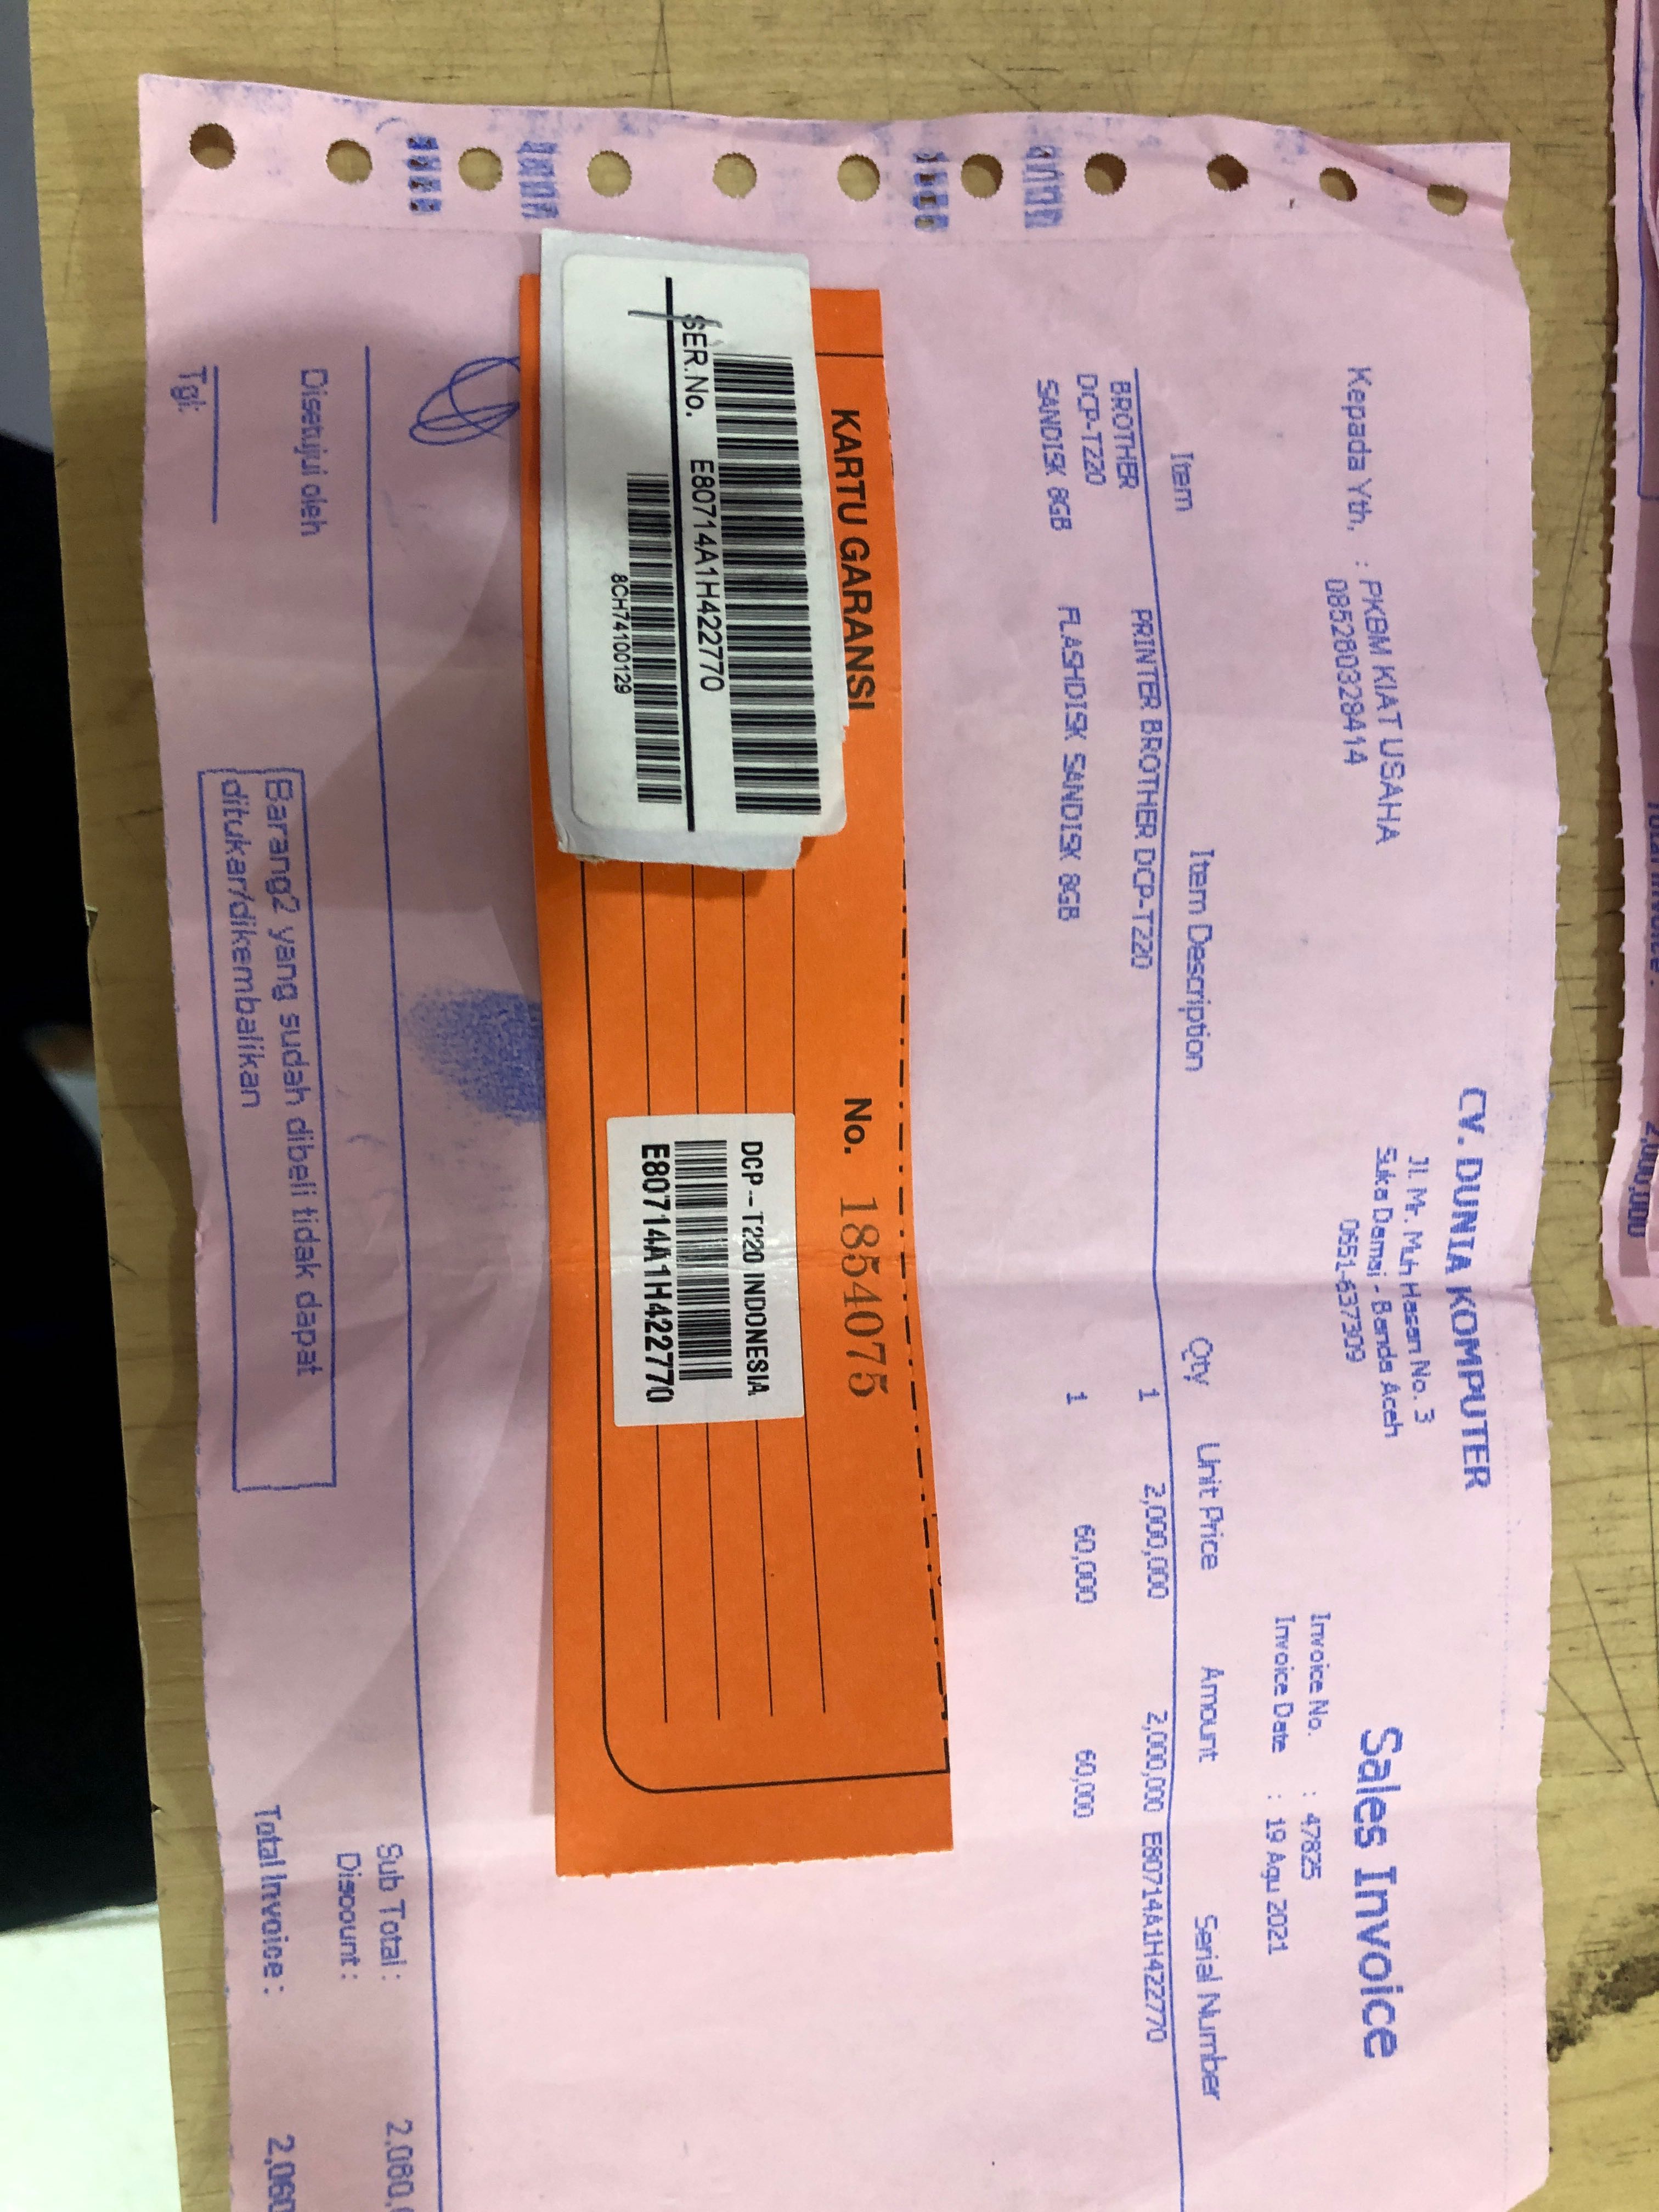 CV. DUNIA KOMPUTER
Jl. Mr. Muh Hasan No. 3
Suka Damai - Banda Aceh
0651-637309
Sales Invoice
Kepada Yth. : PKBM KIAT USAHA
085280328414
Invoice No. : 47825
Invoice Date : 19 Agu 2021
Item Item Description Qty Unit Price Amount Serial Number
BROTHER PRINTER BROTHER DCP-T220 1 2,000,000 2,000,000 E80714A1H422770
DCP-T220
SANDISK 8GB FLASHDISK SANDISK 8GB 1 60,000 60,000
KARTU GARANSI No. 1854075
SER.No. E80714A1H422770
8CH74100129
DCP-T220 INDONESIA
E80714A1H422770
Sub Total :
Discount :
Total Invoice :
Disetujui oleh
Tgl:
Barang2 yang sudah dibeli tidak dapat
ditukar/dikembalikan
2,000,000